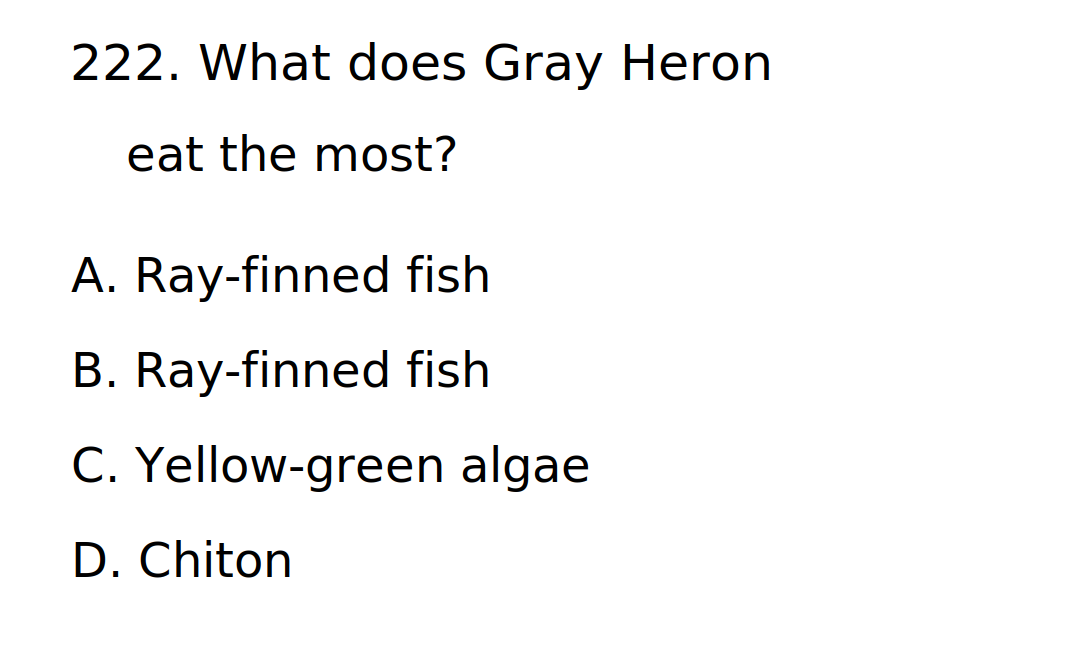 222. What does Gray Heron
eat the most?
A. Ray-finned fish
B. Ray-finned fish
C. Yellow-green algae
D. Chiton